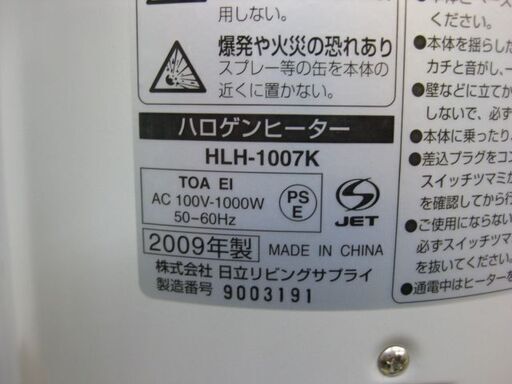 用しない。
爆発や火災の恐れあり
スプレー等の缶を本体の
近くに置かない。
ハロゲンヒーター
HLH-1007K
TOA EI
AC 100V-1000W
50-60Hz
PS
E
JET
2009年製
MADE IN CHINA
株式会社 日立リビングサプライ
製造番号 9003191
ください。
●本体を揺らした
カチと音がし、一
●壁などに立てか
しないで、必ず
●本体に乗ったり、
●差込プラグをコン
スイッチツマミが
を確認してから行
●ご使用にならない
必ずスイッチツマミ
を抜いてください。
●通電中はヒーターを